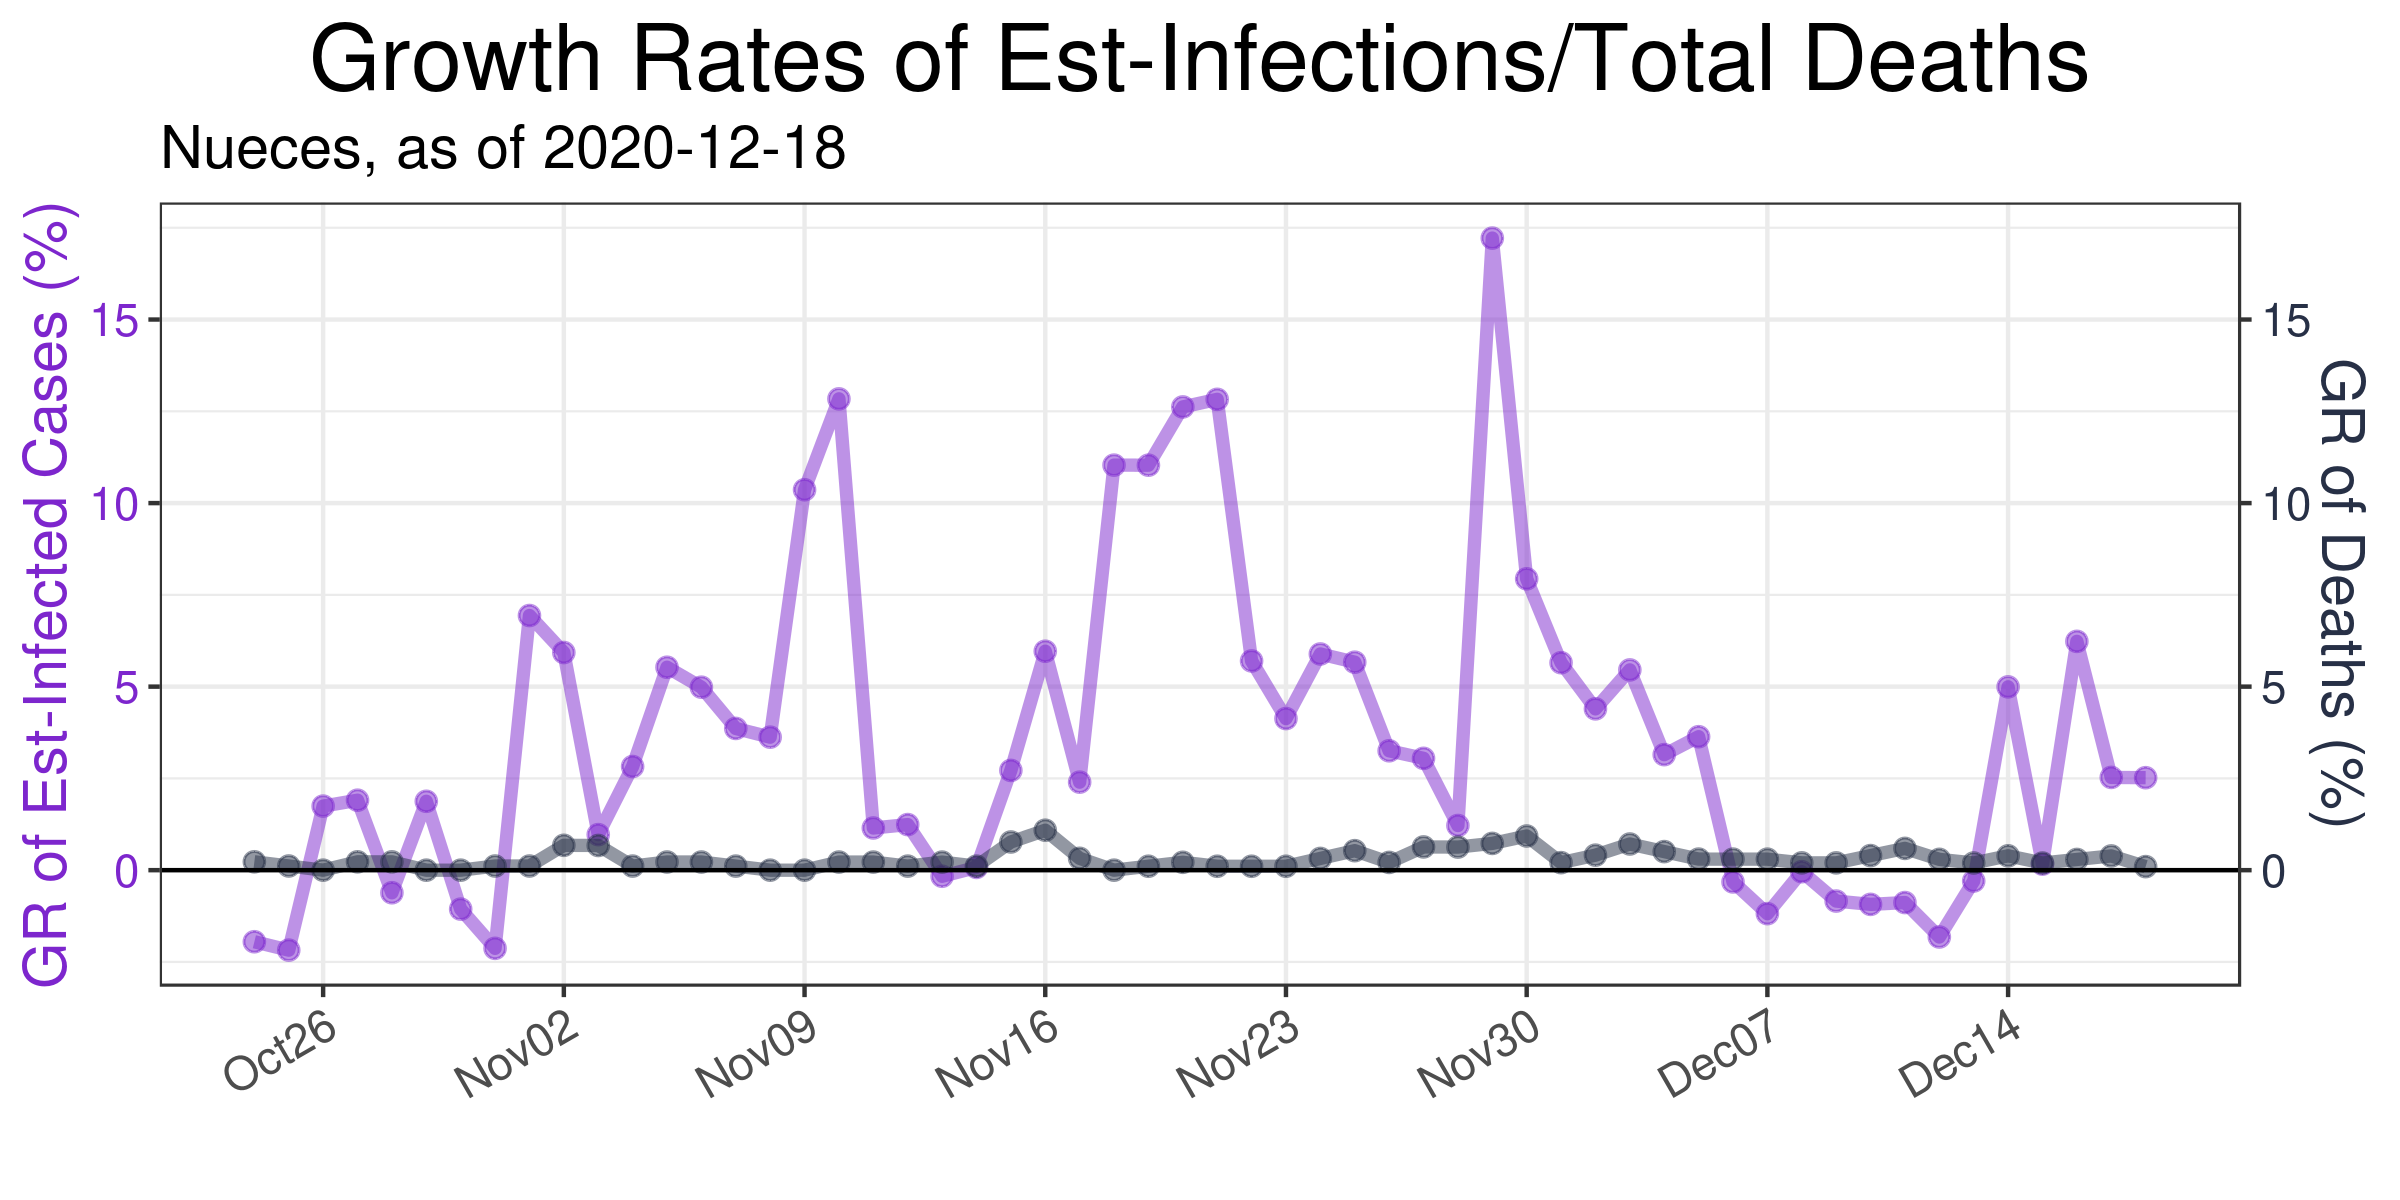 Growth Rates of Est-Infections/Total Deaths
Nueces, as of 2020-12-18
GR of Est-Infected Cases (%)
15
10
5
0
15
10
5
0
GR of Deaths (%)
Oct26
Nov02
Nov09
Nov16
Nov23
Nov30
Dec07
Dec14